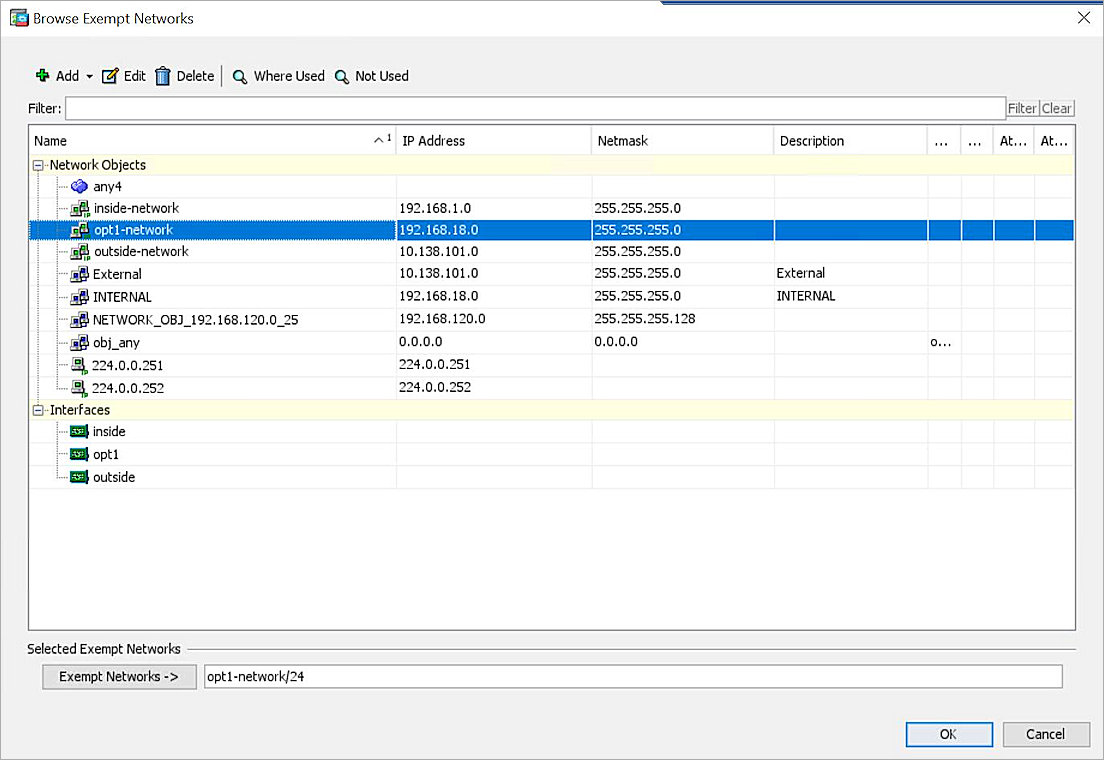 Browse Exempt Networks
Add Edit Delete Where Used Not Used
Filter: Filter Clear
Name 1 IP Address Netmask Description ... ... At... At...
Network Objects
any4
inside-network 192.168.1.0 255.255.255.0
opt1-network 192.168.18.0 255.255.255.0
outside-network 10.138.101.0 255.255.255.0
External 10.138.101.0 255.255.255.0 External
INTERNAL 192.168.18.0 255.255.255.0 INTERNAL
NETWORK_OBJ_192.168.120.0_25 192.168.120.0 255.255.255.128
obj_any 0.0.0.0 0.0.0.0 o...
224.0.0.251 224.0.0.251
224.0.0.252 224.0.0.252
Interfaces
inside
opt1
outside
Selected Exempt Networks
Exempt Networks -> opt1-network/24
OK Cancel